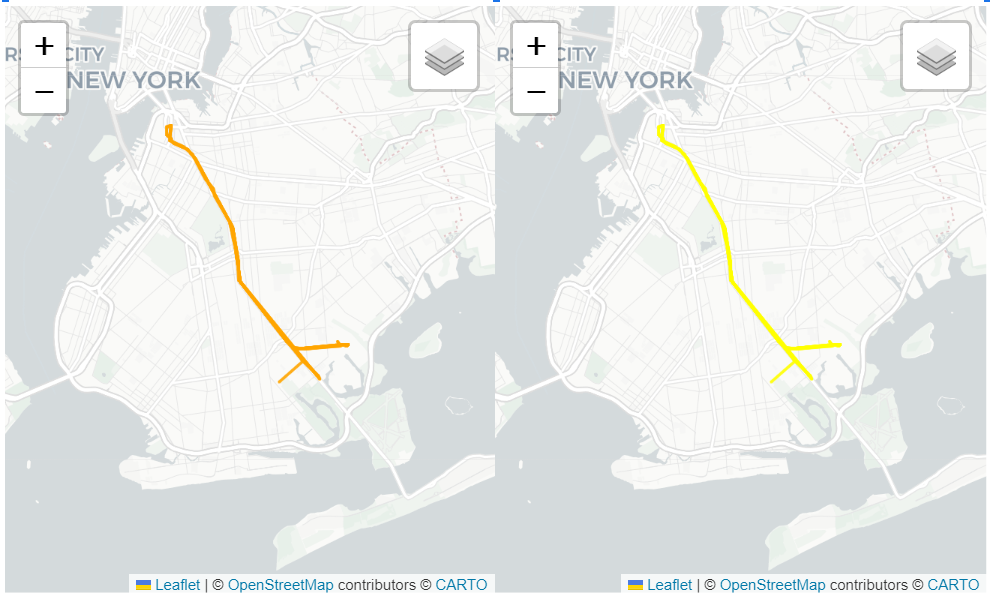 +
RS CITY
NEW YORK
−
Leaflet | © OpenStreetMap contributors © CARTO
+
RS CITY
NEW YORK
−
Leaflet | © OpenStreetMap contributors © CARTO